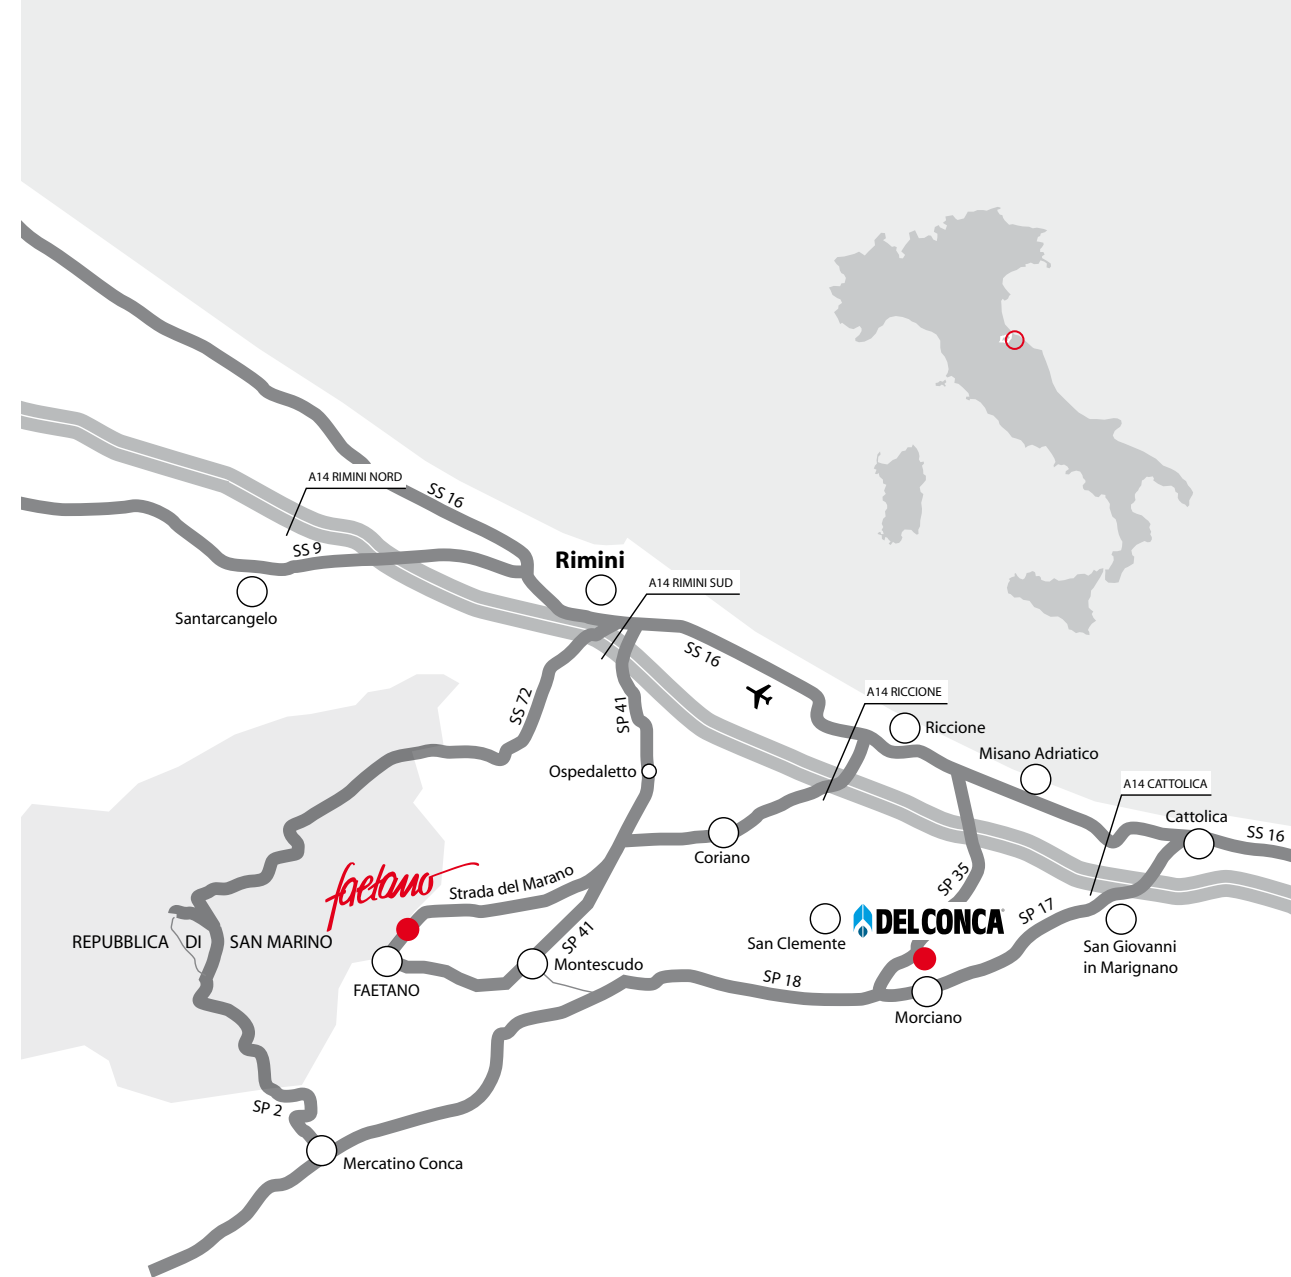 A14 RIMINI NORD
SS 16
SS 9
Rimini
A14 RIMINI SUD
Santarcangelo
SS 16
A14 RICCIONE
SS 72
SP 41
Riccione
Misano Adriatico
Ospedaletto
A14 CATTOLICA
Cattolica
SS 16
Coriano
faetano
Strada del Marano
SP 35
DEL CONCA
SP 17
San Clemente
REPUBBLICA DI SAN MARINO
SP 41
San Giovanni
in Marignano
Montescudo
FAETANO
SP 18
Morciano
SP 2
Mercatino Conca